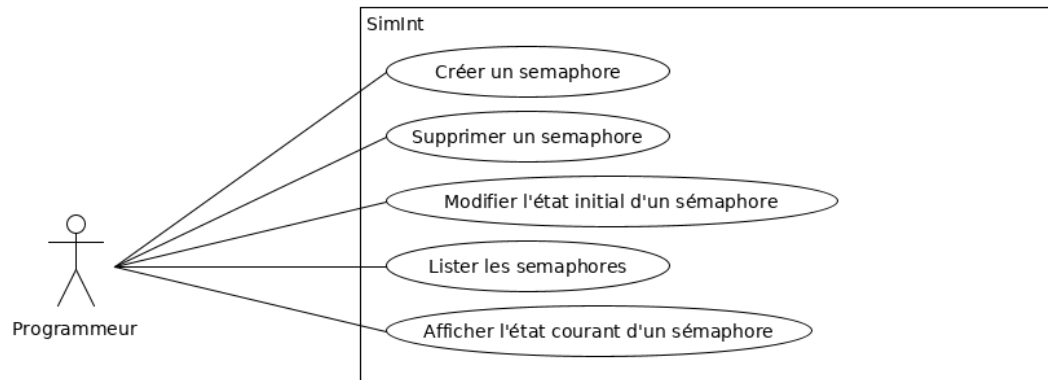 SimInt
Créer un semaphore
Supprimer un semaphore
Modifier l'état initial d'un sémaphore
Lister les semaphores
Afficher l'état courant d'un sémaphore
Programmeur